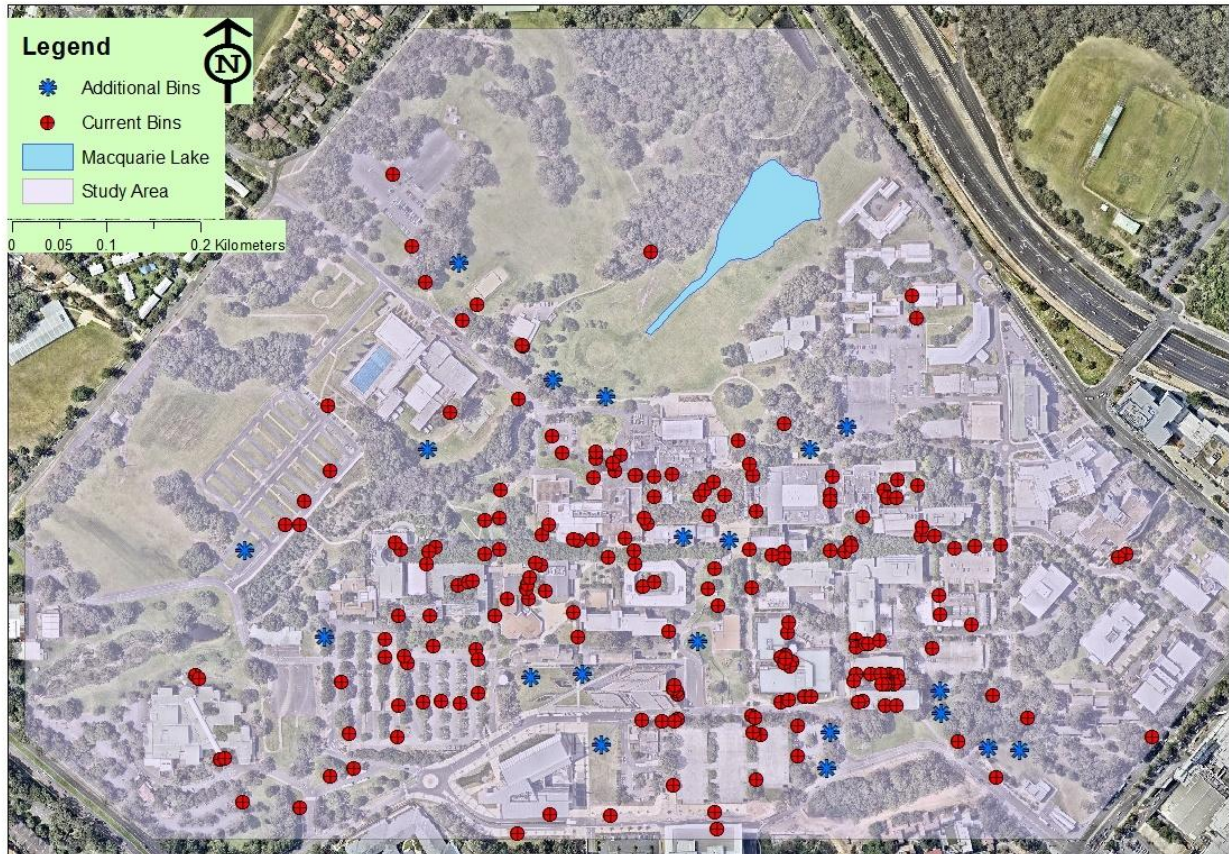 Legend
N
Additional Bins
Current Bins
Macquarie Lake
Study Area
0 0.05 0.1 0.2 Kilometers